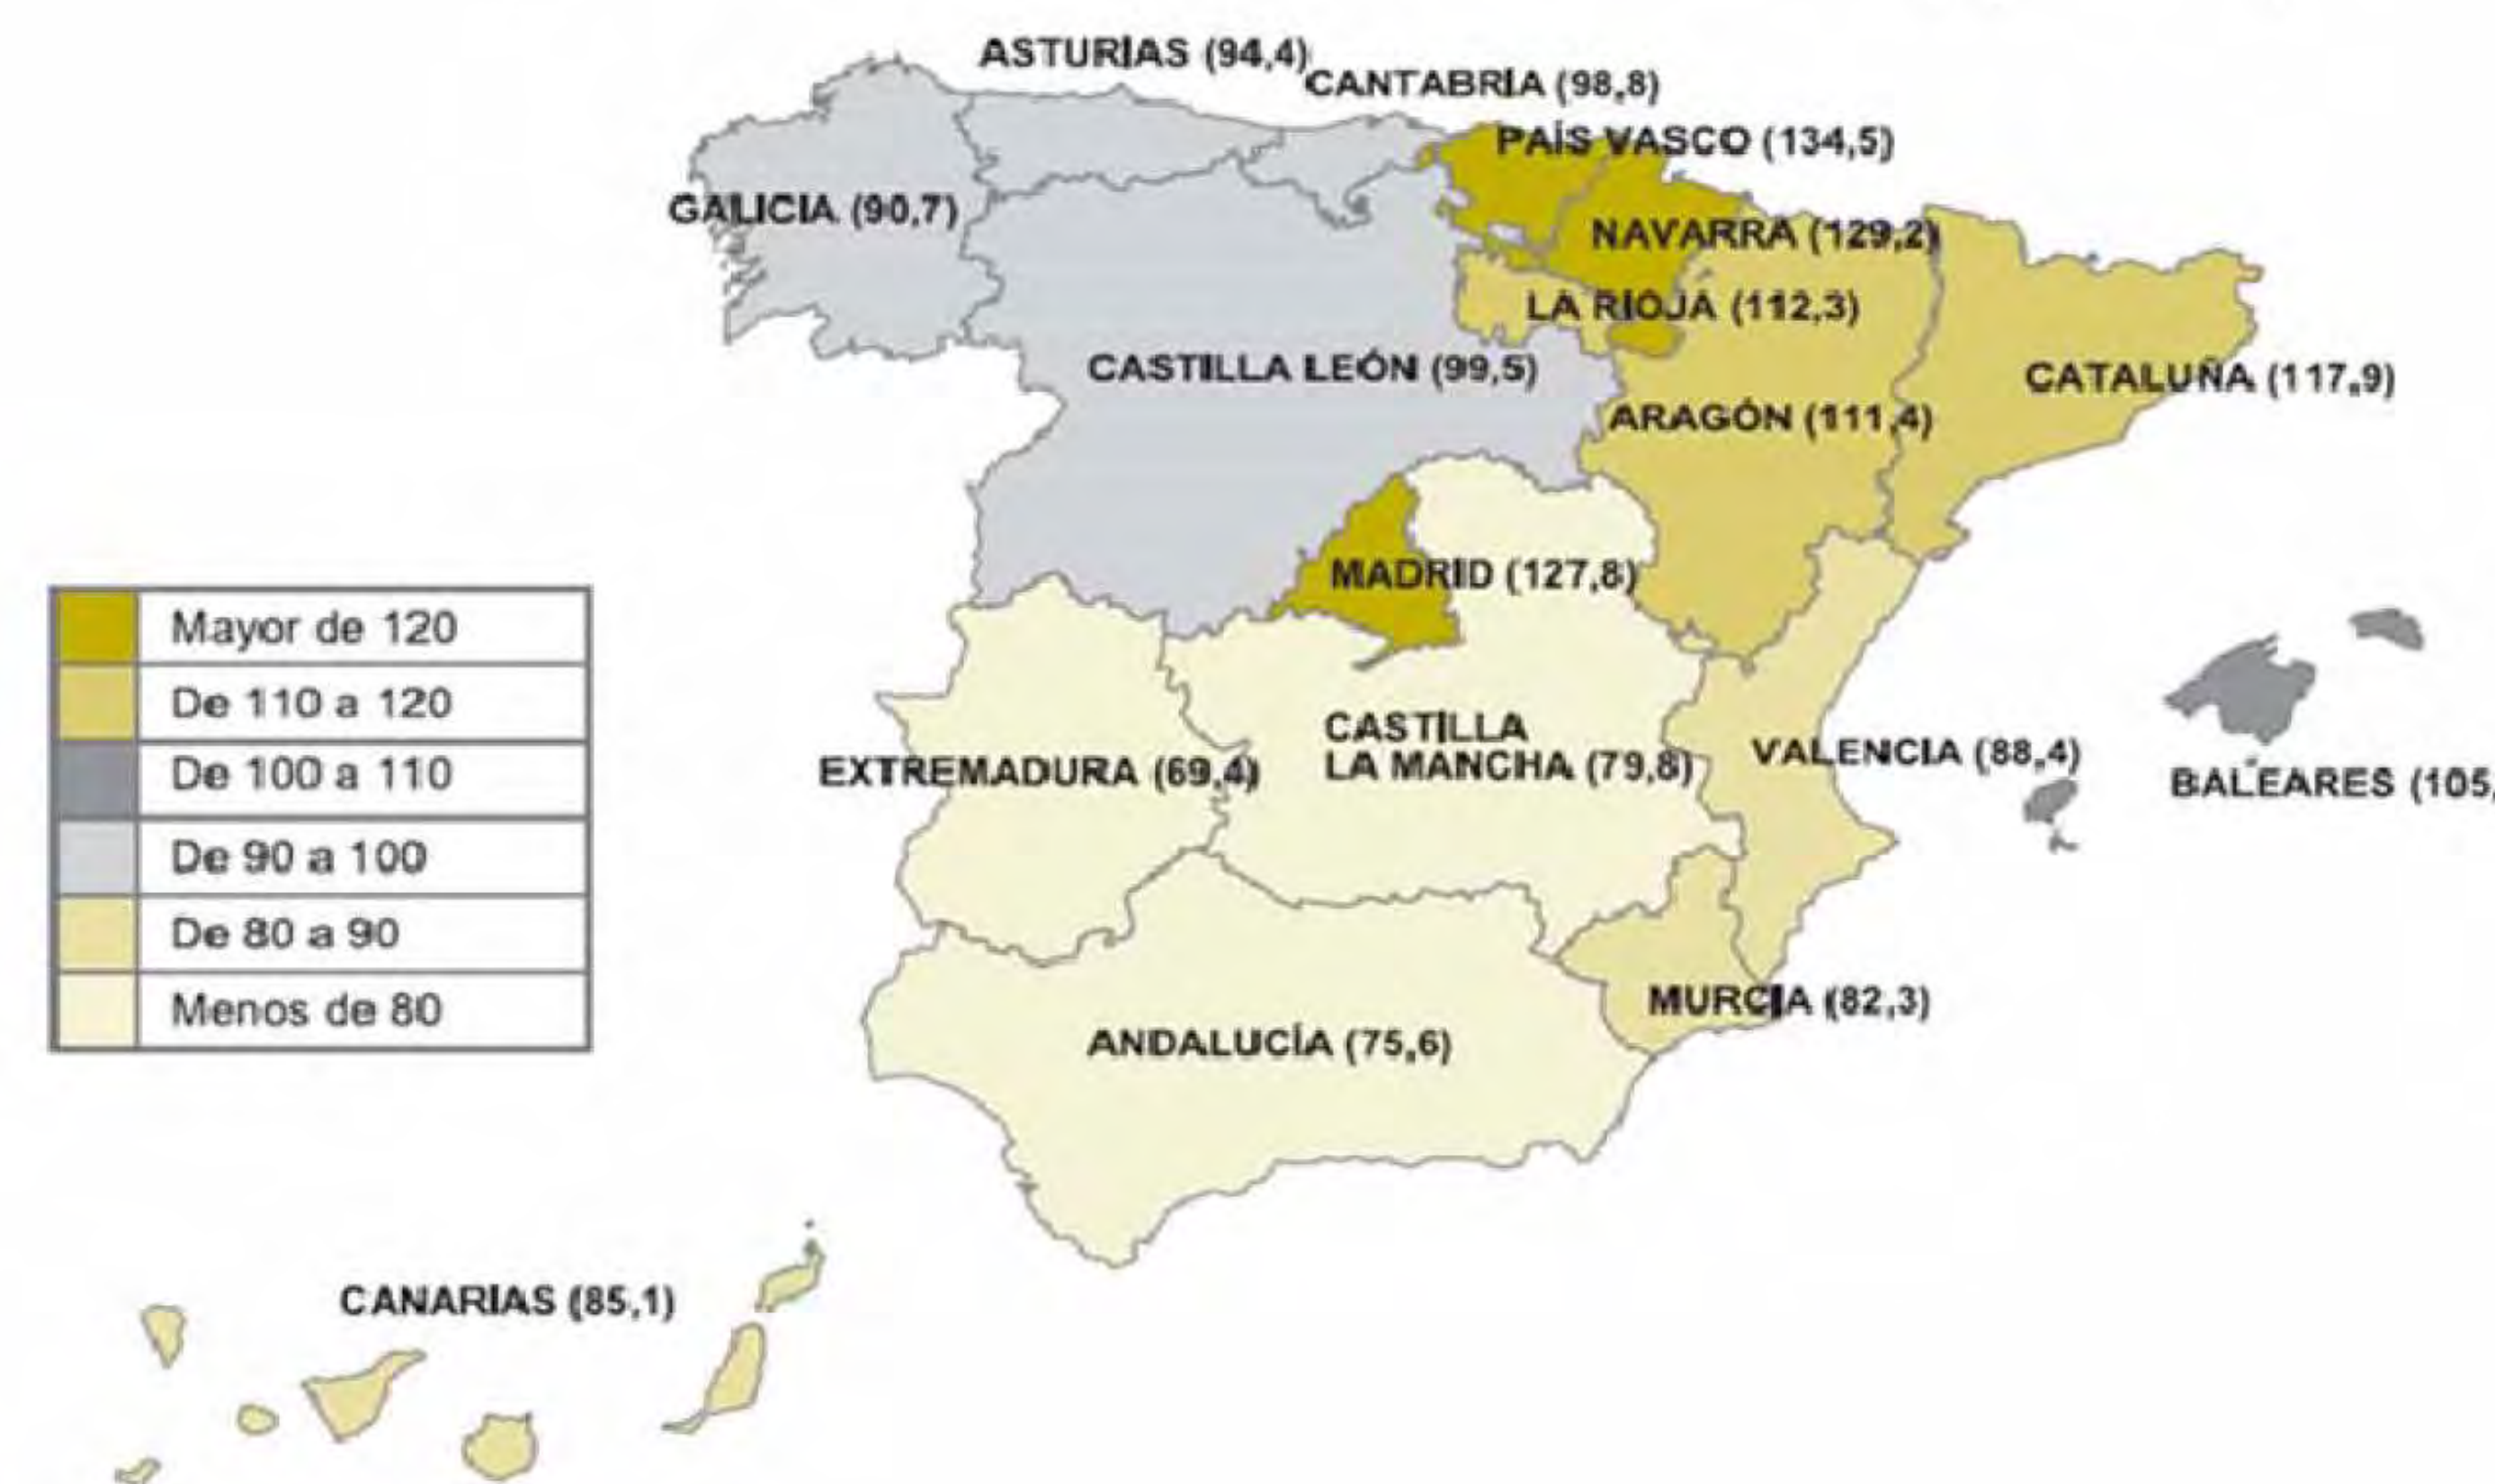 ASTURIAS (94,4)
CANTABRIA (98,8)
PAÍS VASCO (134,5)
GALICIA (90,7)
NAVARRA (129,2)
LA RIOJA (112,3)
CASTILLA LEÓN (99,5)
CATALUÑA (117,9)
ARAGÓN (111,4)
MADRID (127,8)
Mayor de 120
De 110 a 120
De 100 a 110
De 90 a 100
De 80 a 90
Menos de 80
CASTILLA
LA MANCHA (79,8)
EXTREMADURA (69,4)
VALENCIA (88,4)
BALEARES (105,
MURCIA (82,3)
ANDALUCÍA (75,6)
CANARIAS (85,1)